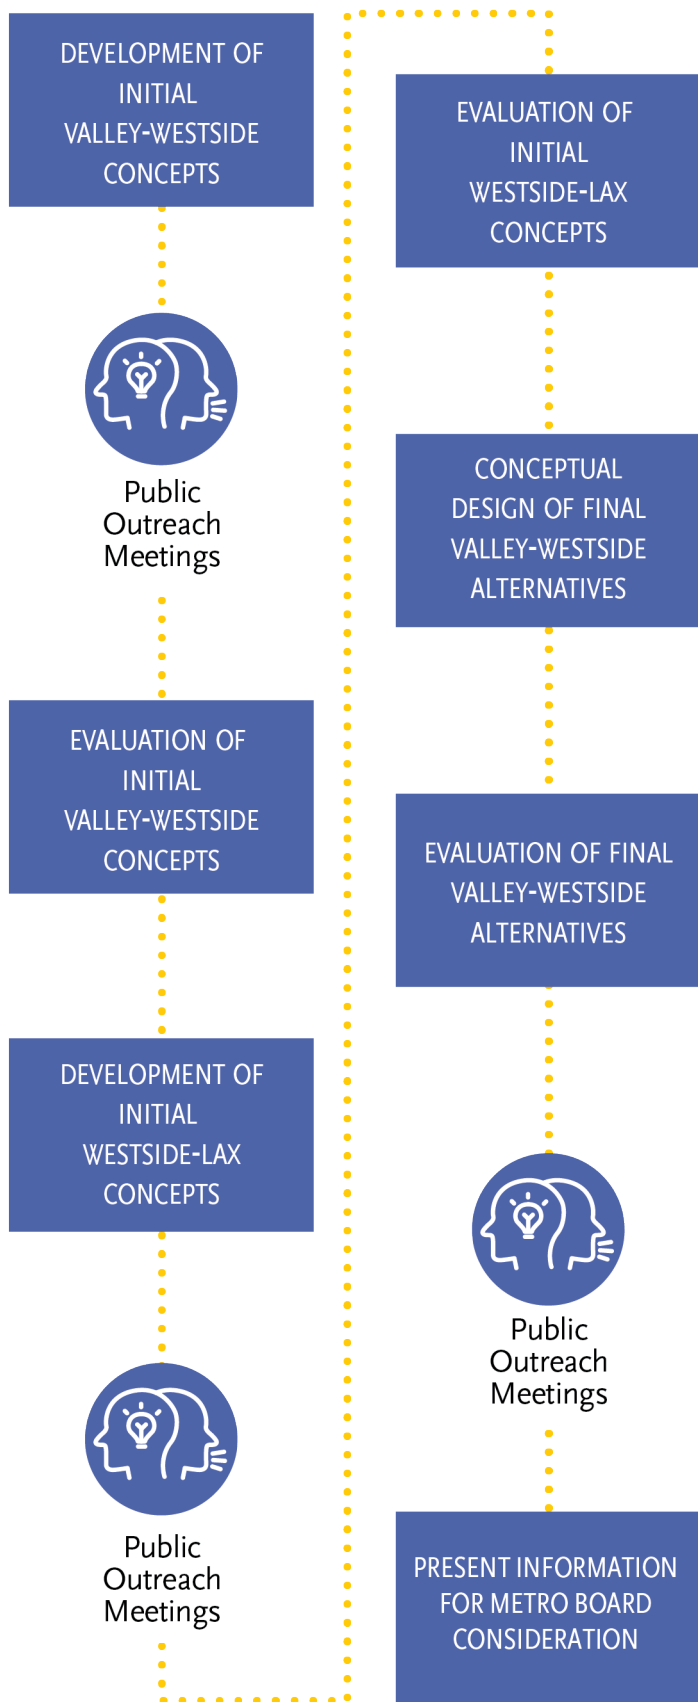 DEVELOPMENT OF
INITIAL
VALLEY-WESTSIDE
CONCEPTS
Public
Outreach
Meetings
EVALUATION OF
INITIAL
VALLEY-WESTSIDE
CONCEPTS
DEVELOPMENT OF
INITIAL
WESTSIDE-LAX
CONCEPTS
Public
Outreach
Meetings
EVALUATION OF
INITIAL
WESTSIDE-LAX
CONCEPTS
CONCEPTUAL
DESIGN OF FINAL
VALLEY-WESTSIDE
ALTERNATIVES
EVALUATION OF FINAL
VALLEY-WESTSIDE
ALTERNATIVES
Public
Outreach
Meetings
PRESENT INFORMATION
FOR METRO BOARD
CONSIDERATION